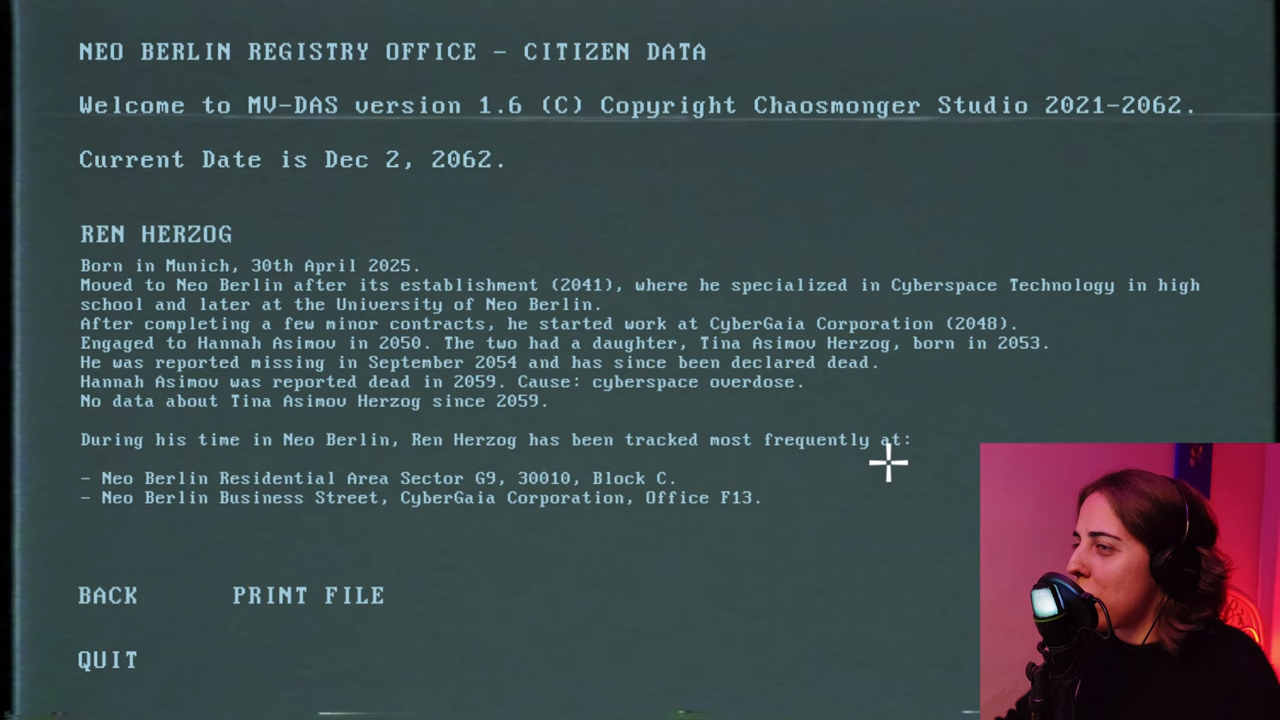 NEO BERLIN REGISTRY OFFICE - CITIZEN DATA
Welcome to MV-DAS version 1.6 (C) Copyright Chaosmonger Studio 2021-2062.
Current Date is Dec 2, 2062.
REN HERZOG
Born in Munich, 30th April 2025.
Moved to Neo Berlin after its establishment (2041), where he specialized in Cyberspace Technology in high
school and later at the University of Neo Berlin.
After completing a few minor contracts, he started work at CyberGaia Corporation (2048).
Engaged to Hannah Asimov in 2050. The two had a daughter, Tina Asimov Herzog, born in 2053.
He was reported missing in September 2054 and has since been declared dead.
Hannah Asimov was reported dead in 2059. Cause: cyberspace overdose.
No data about Tina Asimov Herzog since 2059.
During his time in Neo Berlin, Ren Herzog has been tracked most frequently at:
- Neo Berlin Residential Area Sector G9, 30010, Block C.
- Neo Berlin Business Street, CyberGaia Corporation, Office F13.
BACK PRINT FILE
QUIT